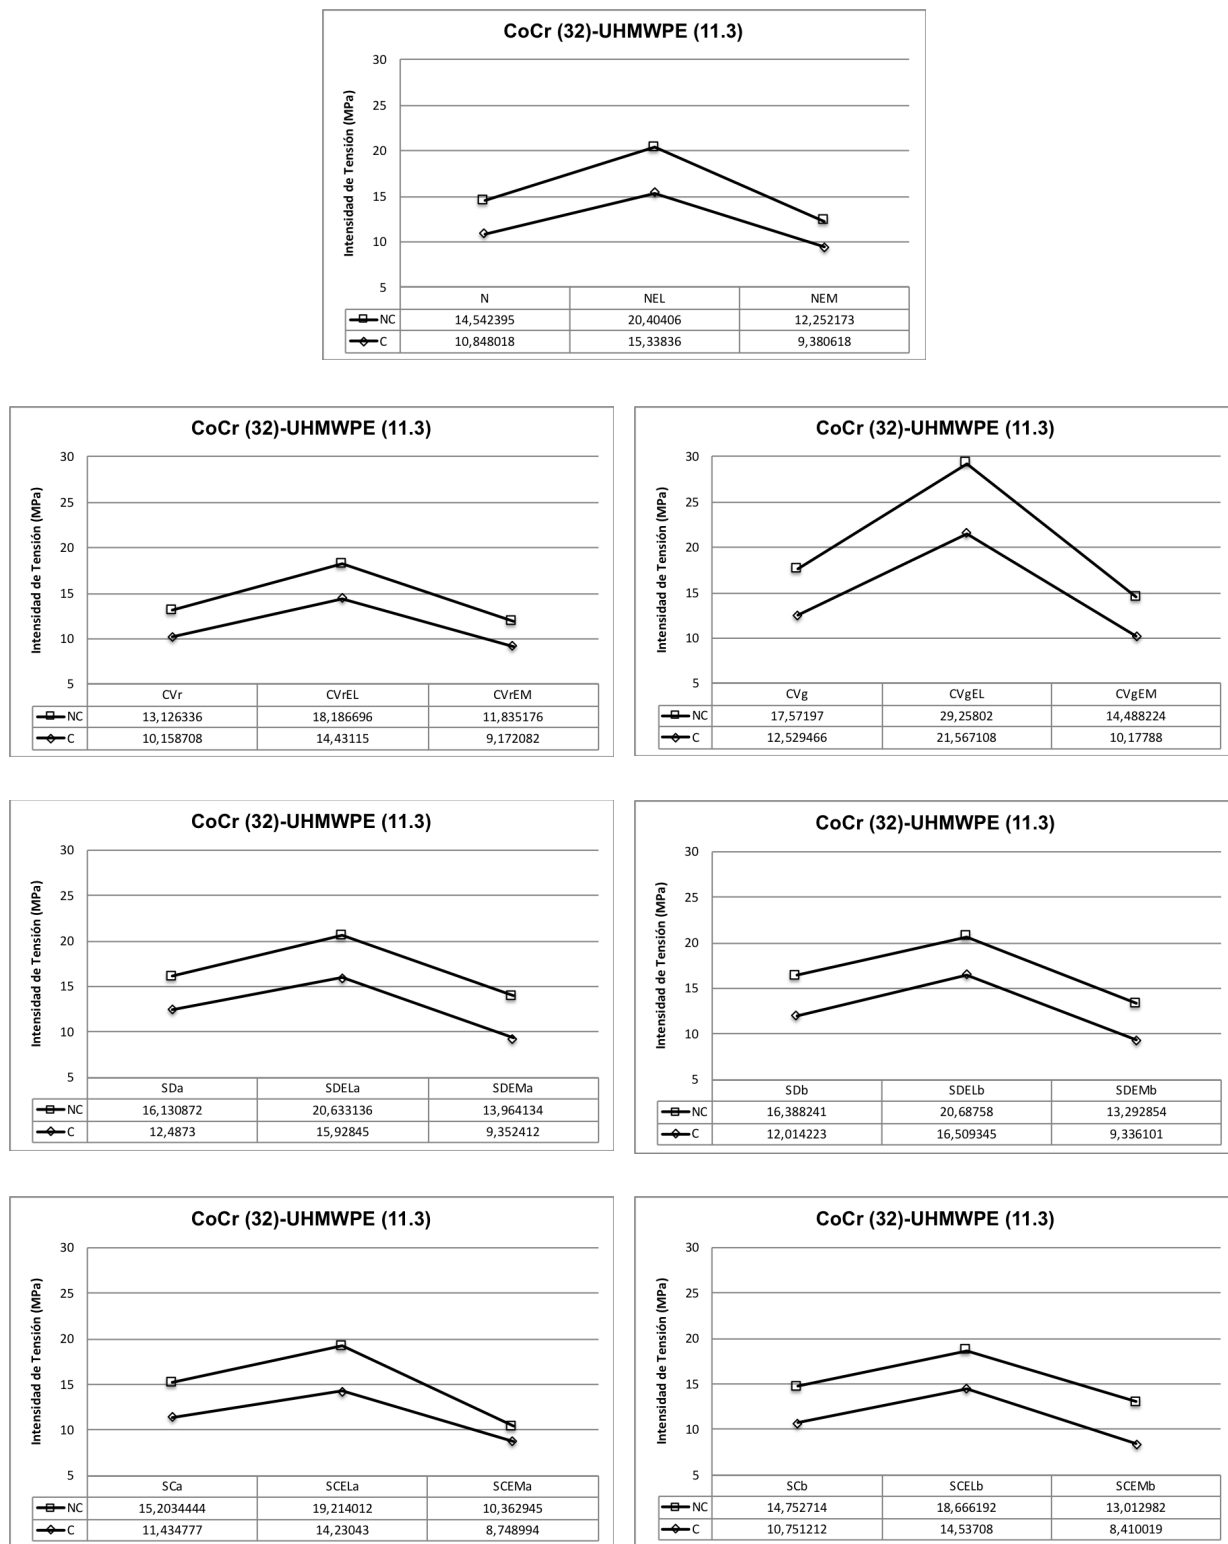 CoCr (32)-UHMWPE (11.3)
Intensidad de Tensión (MPa)
30
25
20
15
10
5
N NEL NEM
NC 14,542395 20,40406 12,252173
C 10,848018 15,33836 9,380618
CoCr (32)-UHMWPE (11.3)
Intensidad de Tensión (MPa)
30
25
20
15
10
5
CVr CVrEL CVrEM
NC 13,126336 18,186696 11,835176
C 10,158708 14,43115 9,172082
CoCr (32)-UHMWPE (11.3)
Intensidad de Tensión (MPa)
30
25
20
15
10
5
CVg CVgEL CVgEM
NC 17,57197 29,25802 14,488224
C 12,529466 21,567108 10,17788
CoCr (32)-UHMWPE (11.3)
Intensidad de Tensión (MPa)
30
25
20
15
10
5
SDa SDELa SDEMa
NC 16,130872 20,633136 13,964134
C 12,4873 15,92845 9,352412
CoCr (32)-UHMWPE (11.3)
Intensidad de Tensión (MPa)
30
25
20
15
10
5
SDb SDELb SDEMb
NC 16,388241 20,68758 13,292854
C 12,014223 16,509345 9,336101
CoCr (32)-UHMWPE (11.3)
Intensidad de Tensión (MPa)
30
25
20
15
10
5
SCa SCELa SCEMa
NC 15,2034444 19,214012 10,362945
C 11,434777 14,23043 8,748994
CoCr (32)-UHMWPE (11.3)
Intensidad de Tensión (MPa)
30
25
20
15
10
5
SCb SCELb SCEMb
NC 14,752714 18,666192 13,012982
C 10,751212 14,53708 8,410019